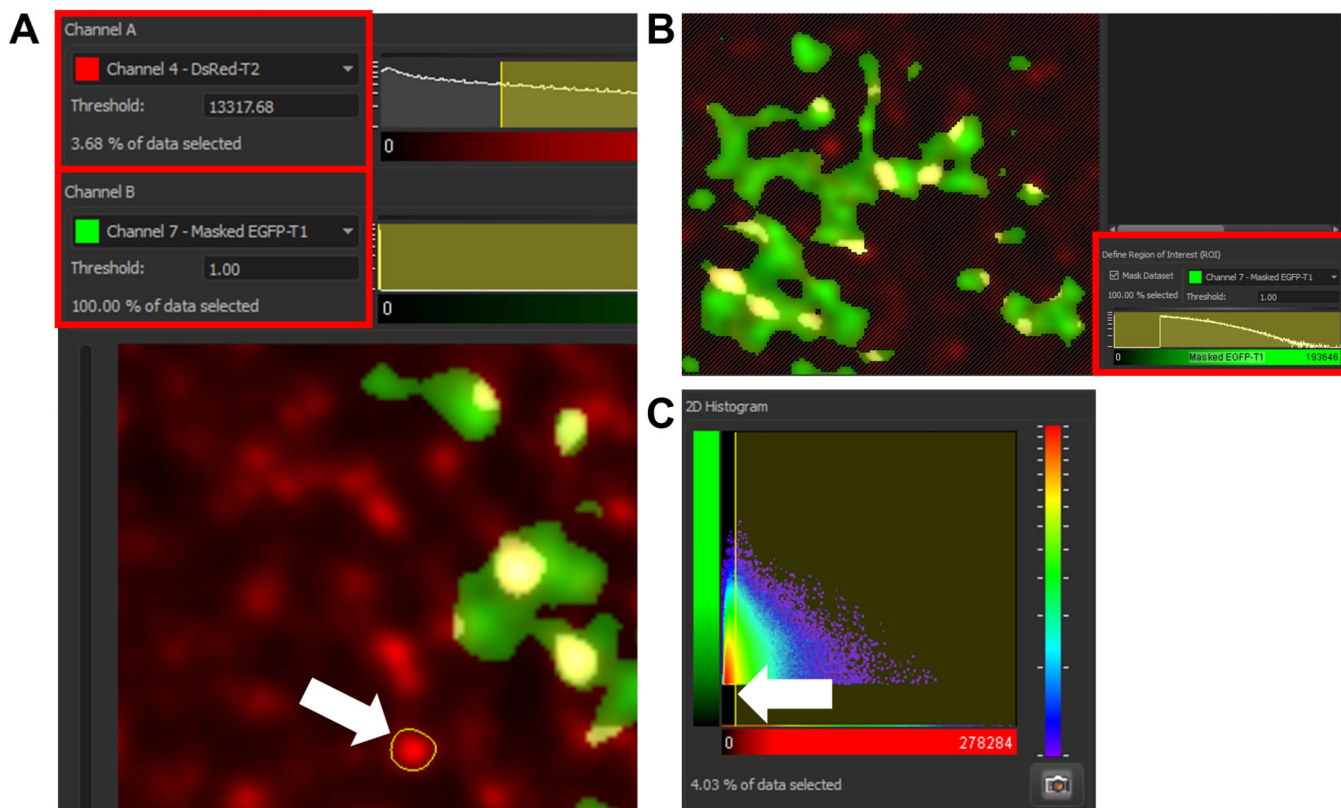 A
Channel A
Channel 4 - DsRed-T2
Threshold: 13317.68
3.68 % of data selected
0
Channel B
Channel 7 - Masked EGFP-T1
Threshold: 1.00
100.00 % of data selected
0
B
Define Region of Interest (ROI)
Mask Dataset Channel 7 - Masked EGFP-T1
100.00 % selected Threshold: 1.00
0 Masked EGFP-T1 193646
C
2D Histogram
0 278284
4.03 % of data selected